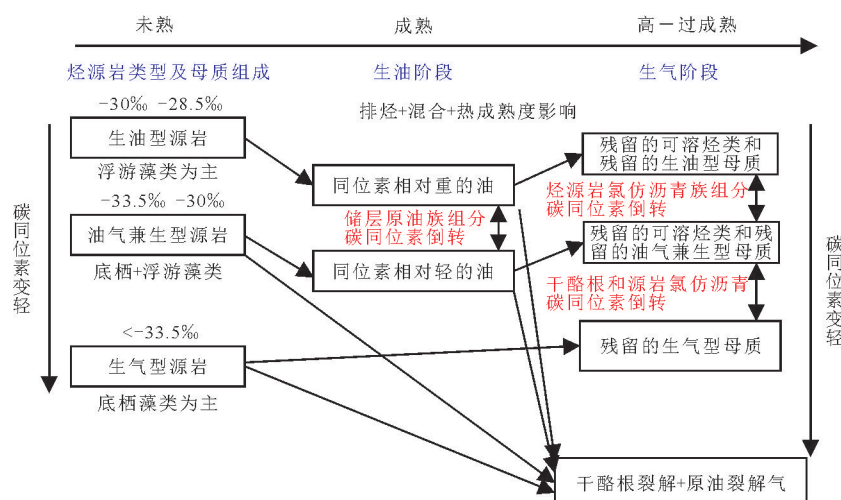 未熟
成熟
高－过成熟
烃源岩类型及母质组成
生油阶段
生气阶段
-30‰ -28.5‰
排烃+混合+热成熟度影响
生油型源岩
浮游藻类为主
残留的可溶烃类和
残留的生油型母质
同位素相对重的油
烃源岩氯仿沥青族组分
碳同位素倒转
-33.5‰ -30‰
储层原油族组分
碳同位素倒转
油气兼生型源岩
底栖+浮游藻类
残留的可溶烃类和残
留的油气兼生型母质
同位素相对轻的油
干酪根和源岩氯仿沥青
碳同位素倒转
<-33.5‰
生气型源岩
底栖藻类为主
残留的生气型母质
干酪根裂解+原油裂解气
碳同位素变轻
碳同位素变轻